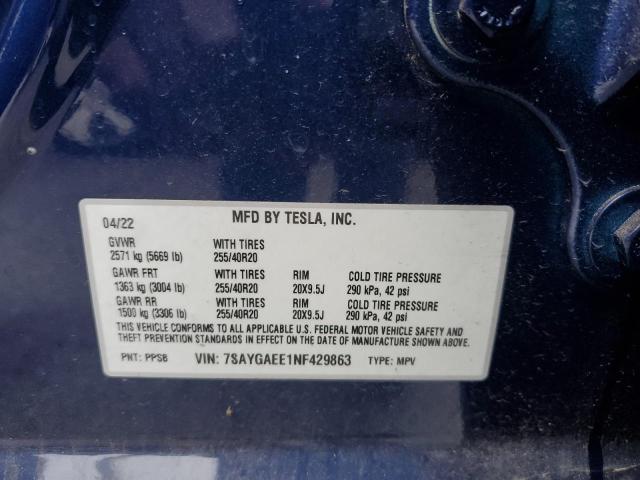 04/22 MFD BY TESLA, INC.
GVWR WITH TIRES
2571 kg (5669 lb) 255/40R20
GAWR FRT WITH TIRES RIM COLD TIRE PRESSURE
1363 kg (3004 lb) 255/40R20 20X9.5J 290 kPa, 42 psi
GAWR RR WITH TIRES RIM COLD TIRE PRESSURE
1500 kg (3306 lb) 255/40R20 20X9.5J 290 kPa, 42 psi
THIS VEHICLE CONFORMS TO ALL APPLICABLE U.S. FEDERAL MOTOR VEHICLE SAFETY AND
THEFT PREVENTION STANDARDS IN EFFECT ON THE DATE OF MANUFACTURE SHOWN ABOVE.
PNT: PPSB VIN: 7SAYGAEE1NF429863 TYPE: MPV